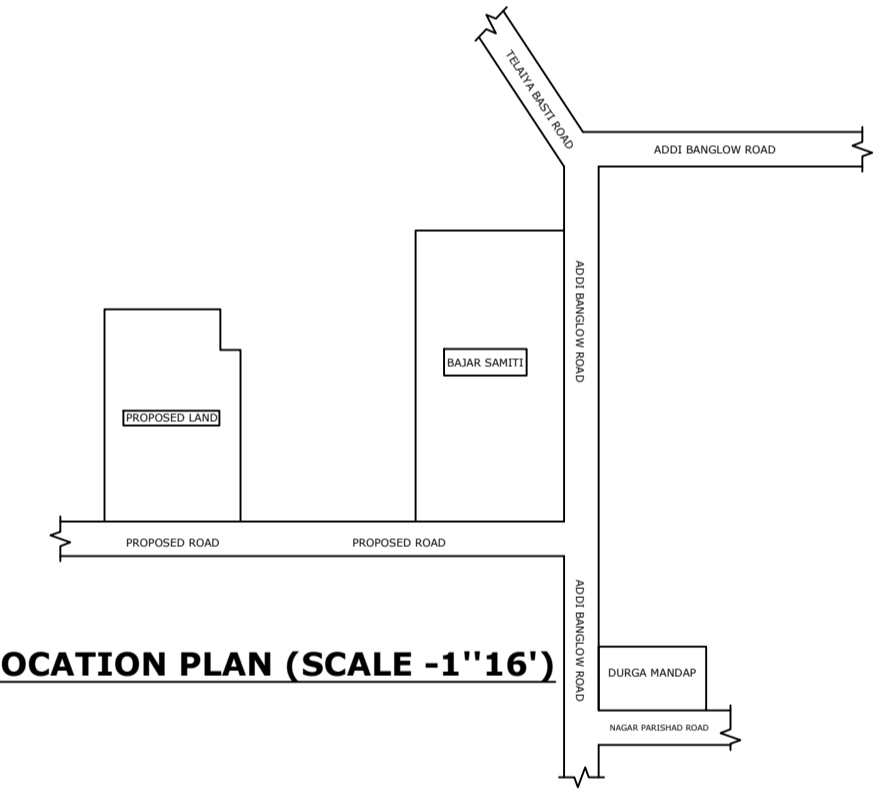 TELAIYA BASTI ROAD
ADDI BANGLOW ROAD
ADDI BANGLOW ROAD
BAJAR SAMITI
PROPOSED LAND
PROPOSED ROAD
PROPOSED ROAD
ADDI BANGLOW ROAD
OCATION PLAN (SCALE -1''16')
DURGA MANDAP
NAGAR PARISHAD ROAD